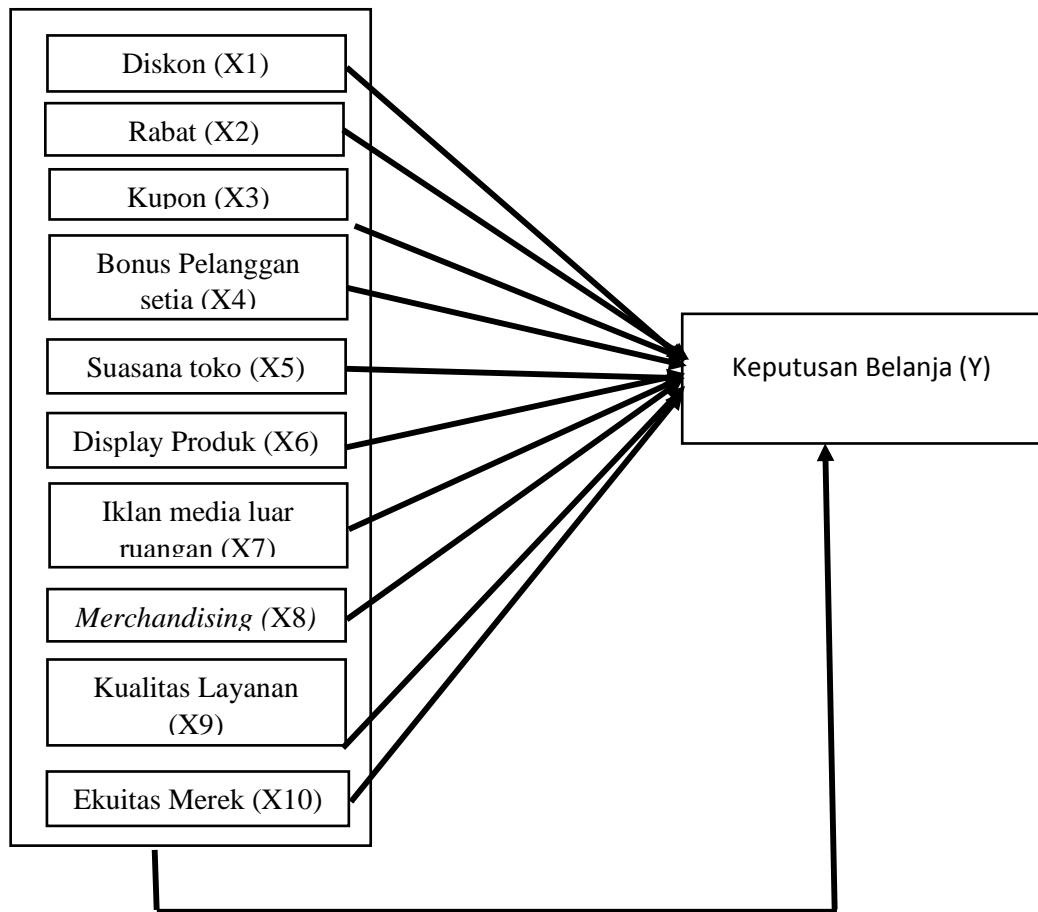 Diskon (X1)
Rabat (X2)
Kupon (X3)
Bonus Pelanggan
setia (X4)
Suasana toko (X5)
Display Produk (X6)
Iklan media luar
ruangan (X7)
Merchandising (X8)
Kualitas Layanan
(X9)
Ekuitas Merek (X10)
Keputusan Belanja (Y)